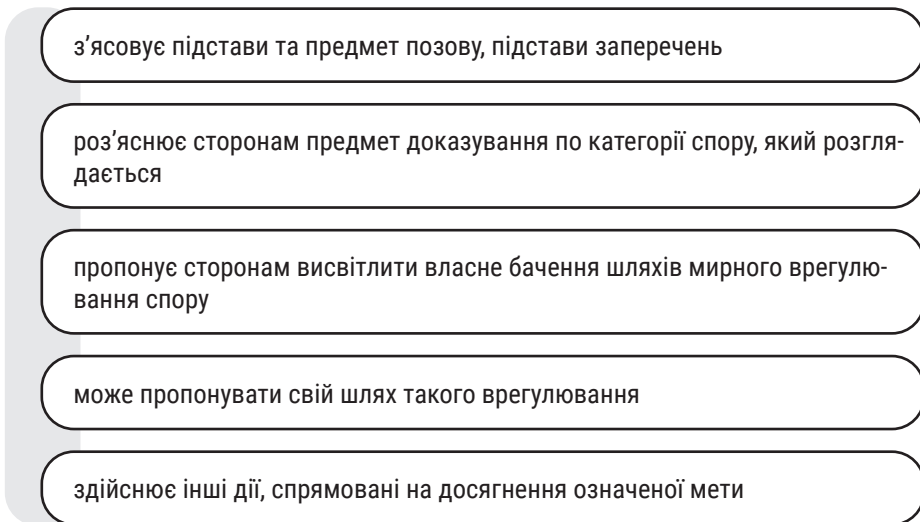 з’ясовує підстави та предмет позову, підстави заперечень
роз’яснює сторонам предмет доказування по категорії спору, який розгля-
дається
пропонує сторонам висвітлити власне бачення шляхів мирного врегулю-
вання спору
може пропонувати свій шлях такого врегулювання
здійснює інші дії, спрямовані на досягнення означеної мети